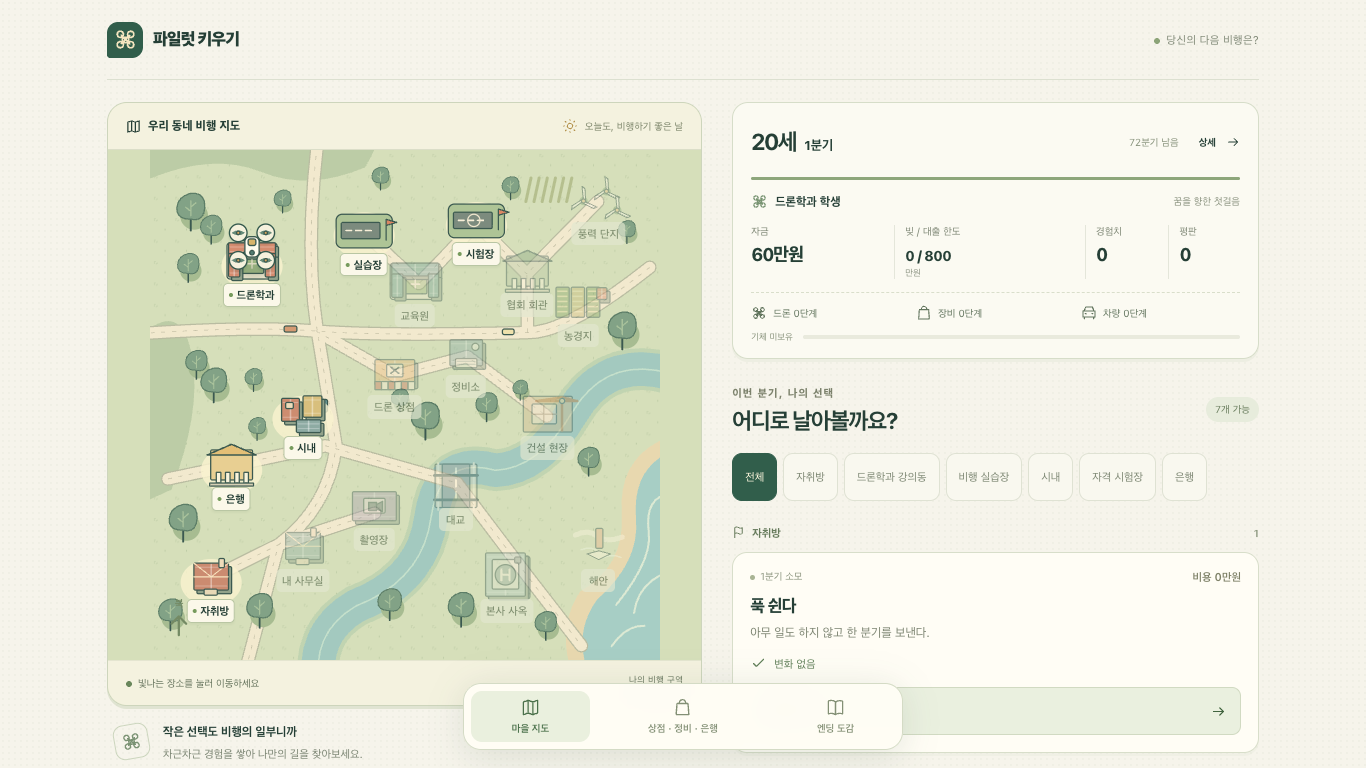 파일럿 키우기
당신의 다음 비행은?
우리 동네 비행 지도
오늘도, 비행하기 좋은 날
풍력 단지
시험장
실습장
드론학과
협회 회관
교육원
농경지
정비소
드론 상점
건설 현장
시내
은행
대교
촬영장
내 사무실
해안
본사 사옥
자취방
빛나는 장소를 눌러 이동하세요
나의 비행 구역
작은 선택도 비행의 일부니까
차근차근 경험을 쌓아 나만의 길을 찾아보세요.
20세 1분기
72분기 남음 상세
드론학과 학생
꿈을 향한 첫걸음
자금 빚 / 대출 한도 경험치 평판
60만원 0 / 800 0 0
만원
드론 0단계 장비 0단계 차량 0단계
기체 미보유
이번 분기, 나의 선택
어디로 날아볼까요?
7개 가능
전체 자취방 드론학과 강의동 비행 실습장 시내 자격 시험장 은행
자취방 1
1분기 소모 비용 0만원
푹 쉰다
아무 일도 하지 않고 한 분기를 보낸다.
변화 없음
마을 지도 상점 · 정비 · 은행 엔딩 도감